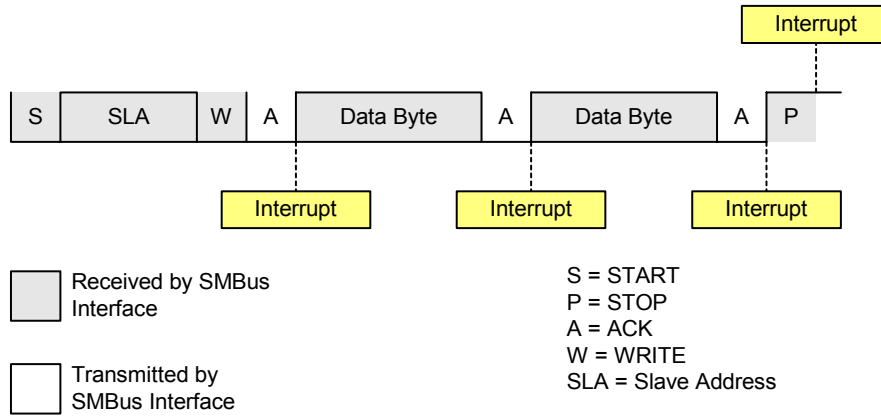 Interrupt
S SLA W A Data Byte A Data Byte A P
Interrupt Interrupt Interrupt
Received by SMBus
Interface
Transmitted by
SMBus Interface
S = START
P = STOP
A = ACK
W = WRITE
SLA = Slave Address